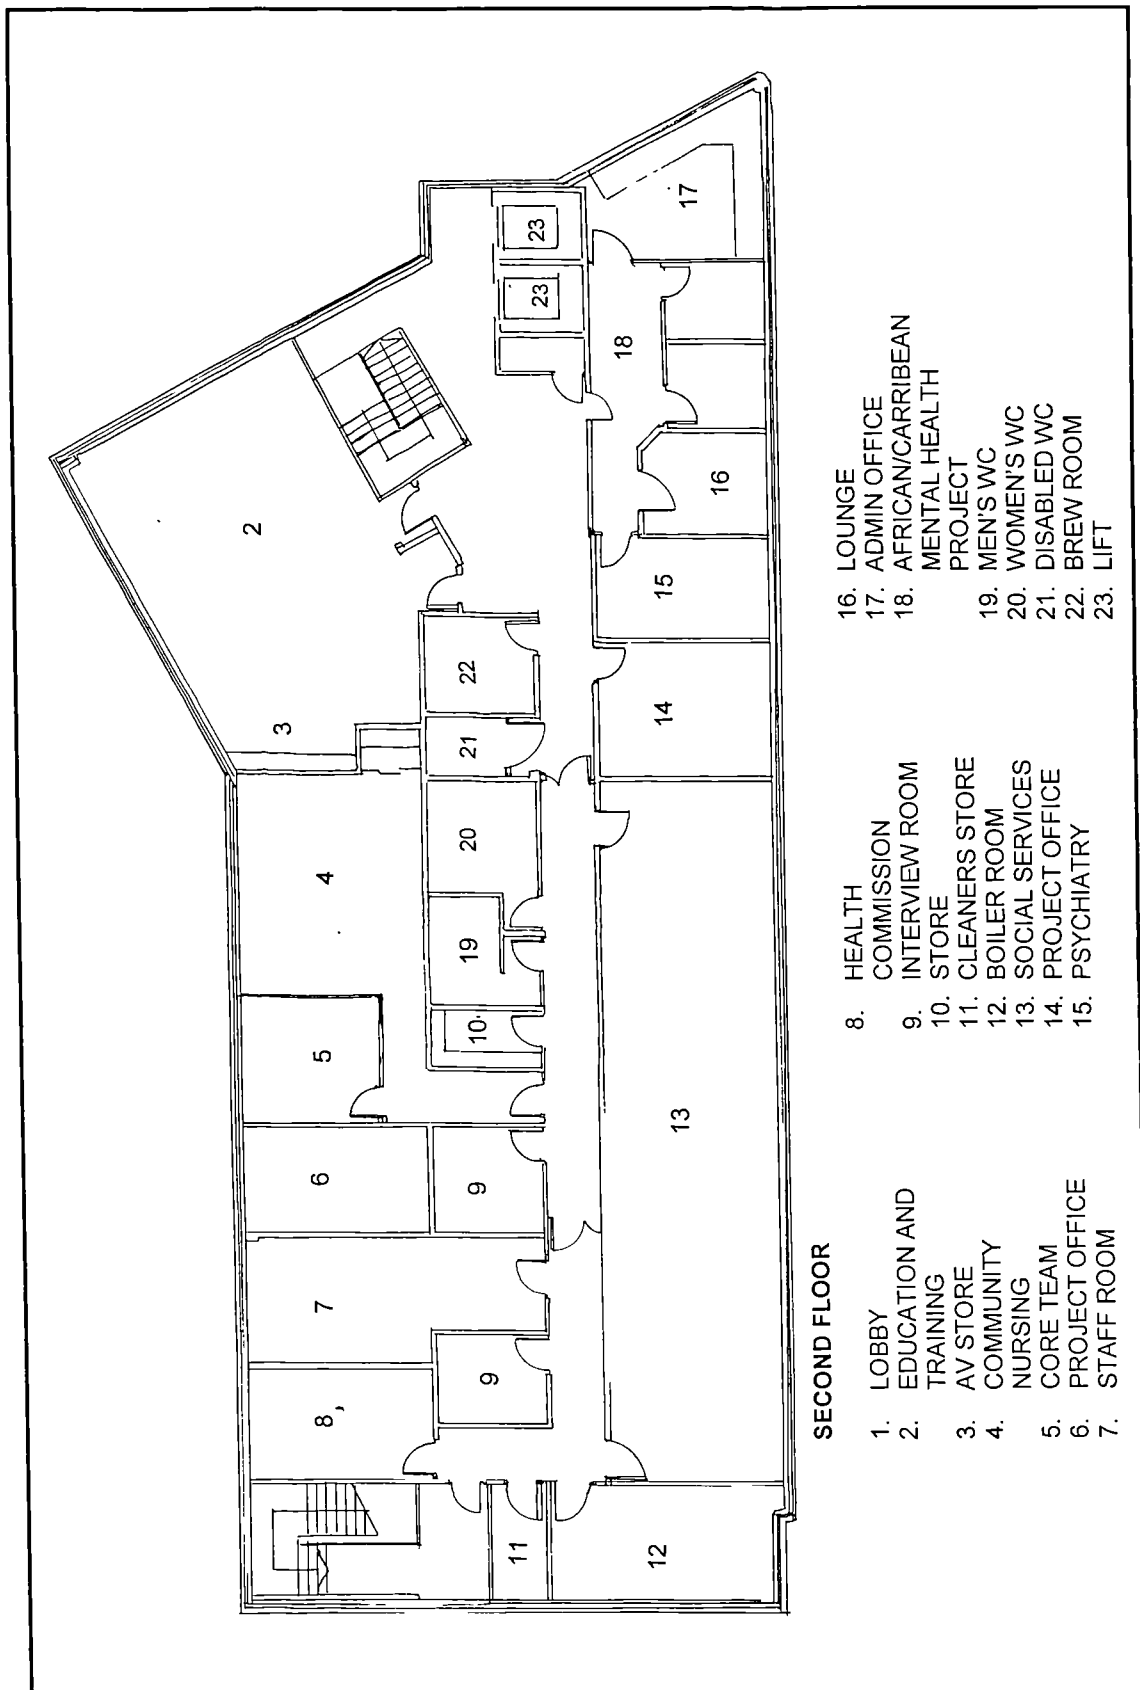 2
3
4
5
6
7
8
9
9
10
11
12
13
14
15
16
17
18
19
20
21
22
23
23
SECOND FLOOR
1. LOBBY
2. EDUCATION AND
TRAINING
3. AV STORE
4. COMMUNITY
NURSING
5. CORE TEAM
6. PROJECT OFFICE
7. STAFF ROOM
8. HEALTH
COMMISSION
9. INTERVIEW ROOM
10. STORE
11. CLEANERS STORE
12. BOILER ROOM
13. SOCIAL SERVICES
14. PROJECT OFFICE
15. PSYCHIATRY
16. LOUNGE
17. ADMIN OFFICE
18. AFRICAN/CARRIBEAN
MENTAL HEALTH
PROJECT
19. MEN'S WC
20. WOMEN'S WC
21. DISABLED WC
22. BREW ROOM
23. LIFT